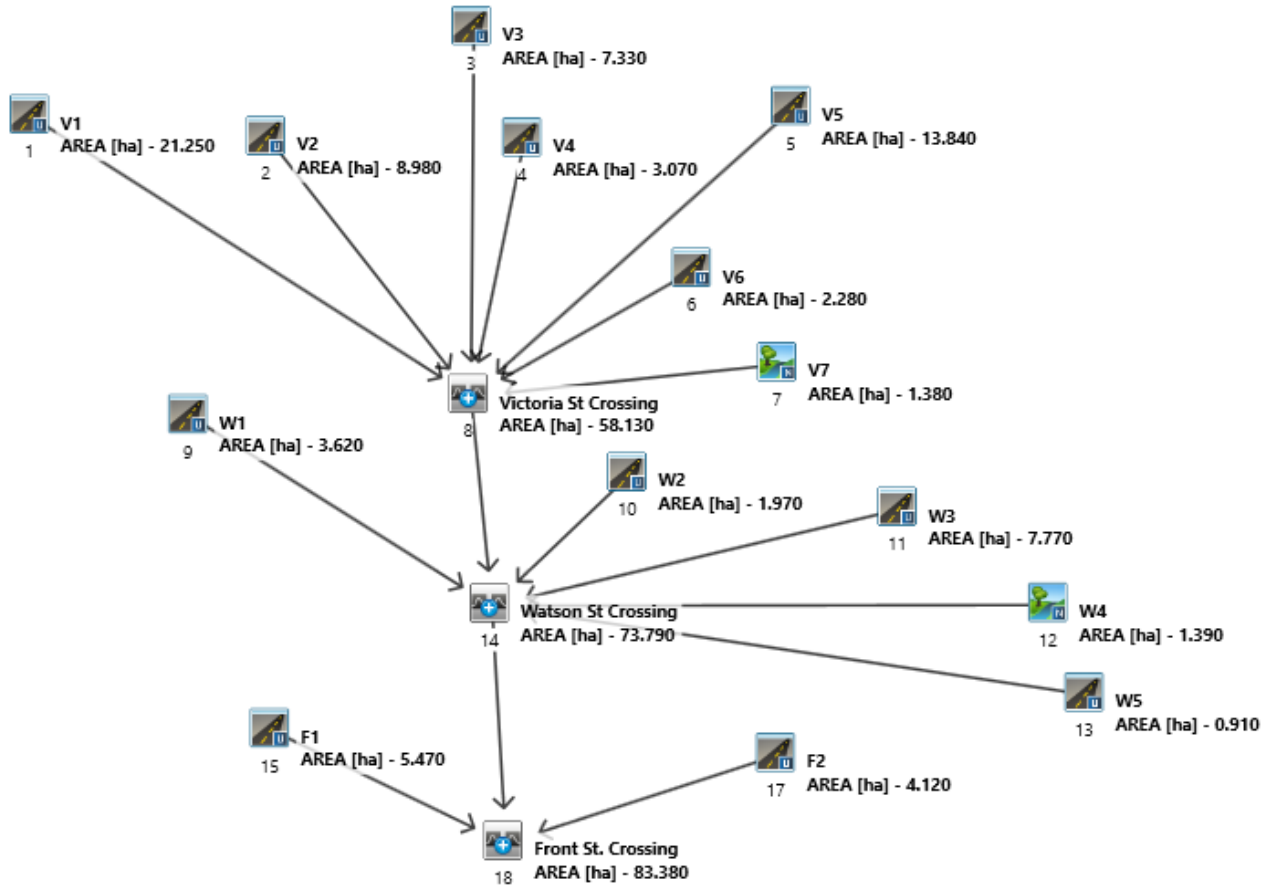 V3
AREA [ha] - 7.330
3
V1
AREA [ha] - 21.250
1
V2
AREA [ha] - 8.980
2
V4
AREA [ha] - 3.070
4
V5
AREA [ha] - 13.840
5
V6
AREA [ha] - 2.280
6
V7
AREA [ha] - 1.380
7
Victoria St Crossing
AREA [ha] - 58.130
8
W1
AREA [ha] - 3.620
9
W2
AREA [ha] - 1.970
10
W3
AREA [ha] - 7.770
11
Watson St Crossing
AREA [ha] - 73.790
14
W4
AREA [ha] - 1.390
12
W5
AREA [ha] - 0.910
13
F1
AREA [ha] - 5.470
15
F2
AREA [ha] - 4.120
17
Front St. Crossing
AREA [ha] - 83.380
18